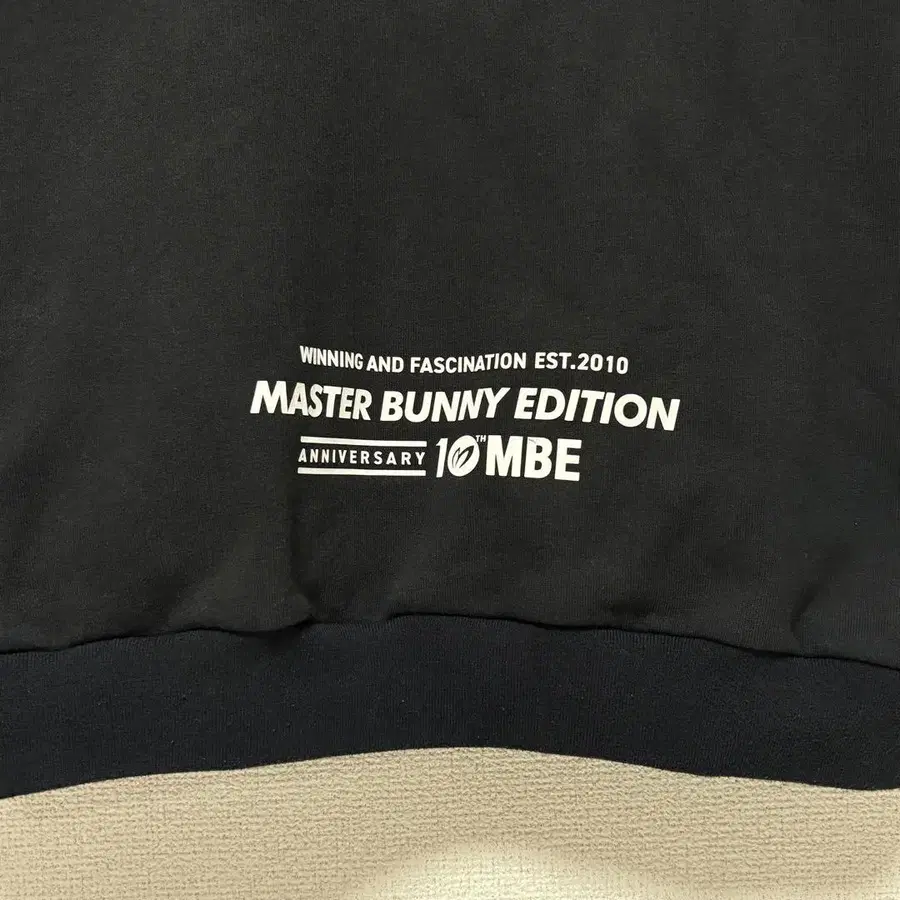 WINNING AND FASCINATION EST.2010
MASTER BUNNY EDITION
ANNIVERSARY 10TH MBE